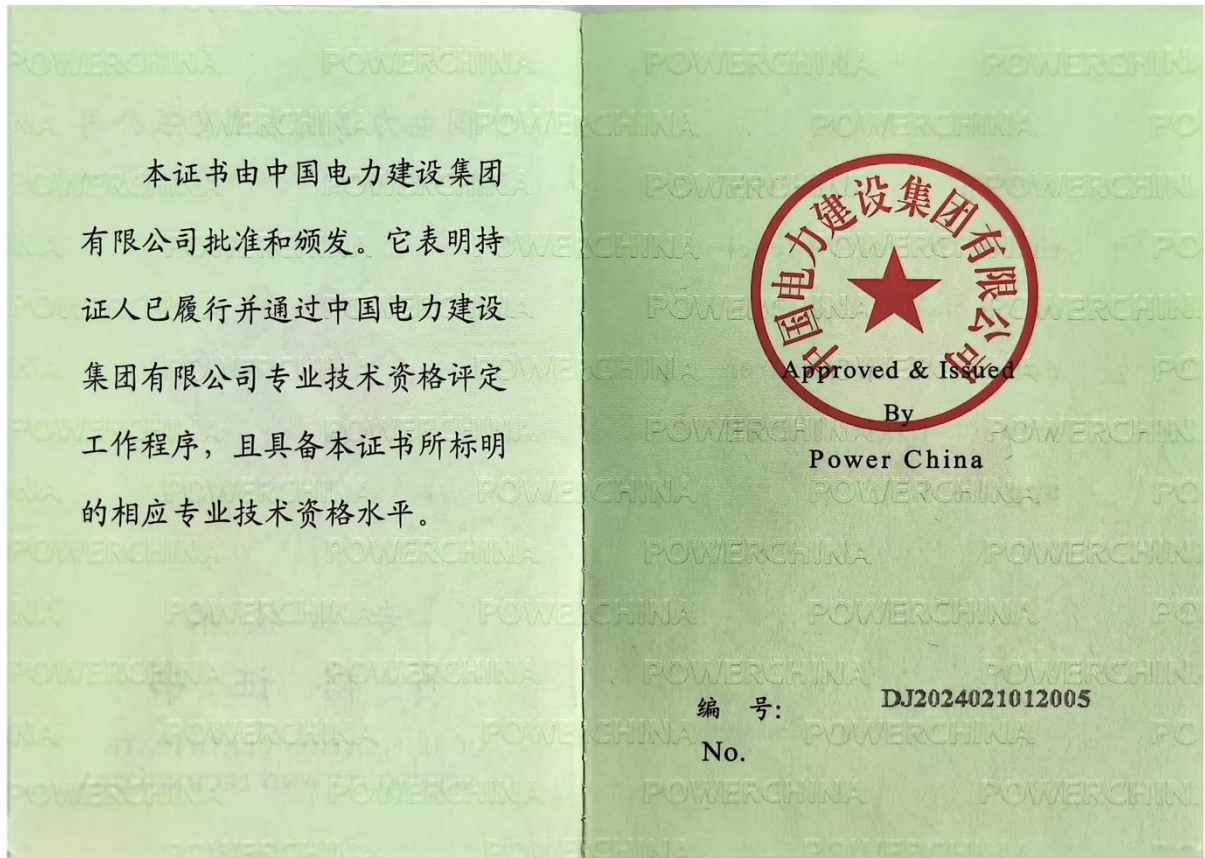 本证书由中国电力建设集团
有限公司批准和颁发。它表明持
证人已履行并通过中国电力建设
集团有限公司专业技术资格评定
工作程序，且具备本证书所标明
的相应专业技术资格水平。
中国电力建设集团有限公司
Approved & Issued
By
Power China
编 号: DJ2024021012005
No.
POWERCHINA